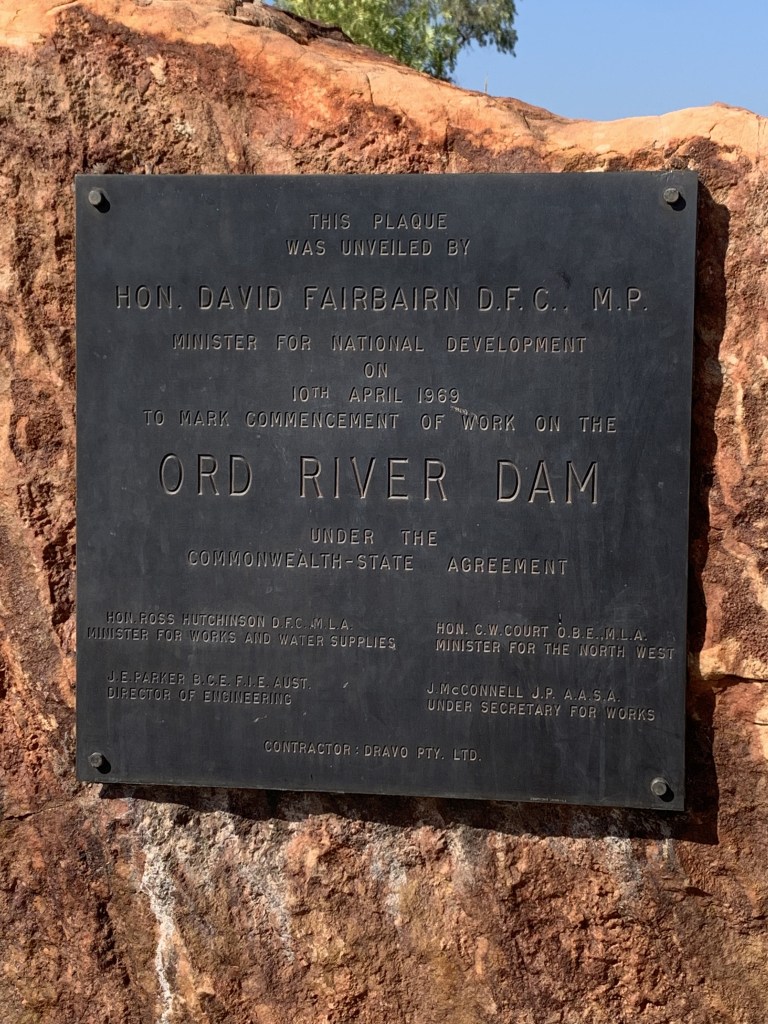 THIS PLAQUE
WAS UNVEILED BY
HON. DAVID FAIRBAIRN D.F.C., M.P.
MINISTER FOR NATIONAL DEVELOPMENT
ON
10TH APRIL 1969
TO MARK COMMENCEMENT OF WORK ON THE
ORD RIVER DAM
UNDER THE
COMMONWEALTH-STATE AGREEMENT
HON. ROSS HUTCHINSON D.F.C., M.L.A.
MINISTER FOR WORKS AND WATER SUPPLIES
HON. C.W. COURT O.B.E., M.L.A.
MINISTER FOR THE NORTH WEST
J.E. PARKER B.C.E. F.I.E. AUST.
DIRECTOR OF ENGINEERING
J. McCONNELL J.P. A.A.S.A.
UNDER SECRETARY FOR WORKS
CONTRACTOR : DRAVO PTY. LTD.